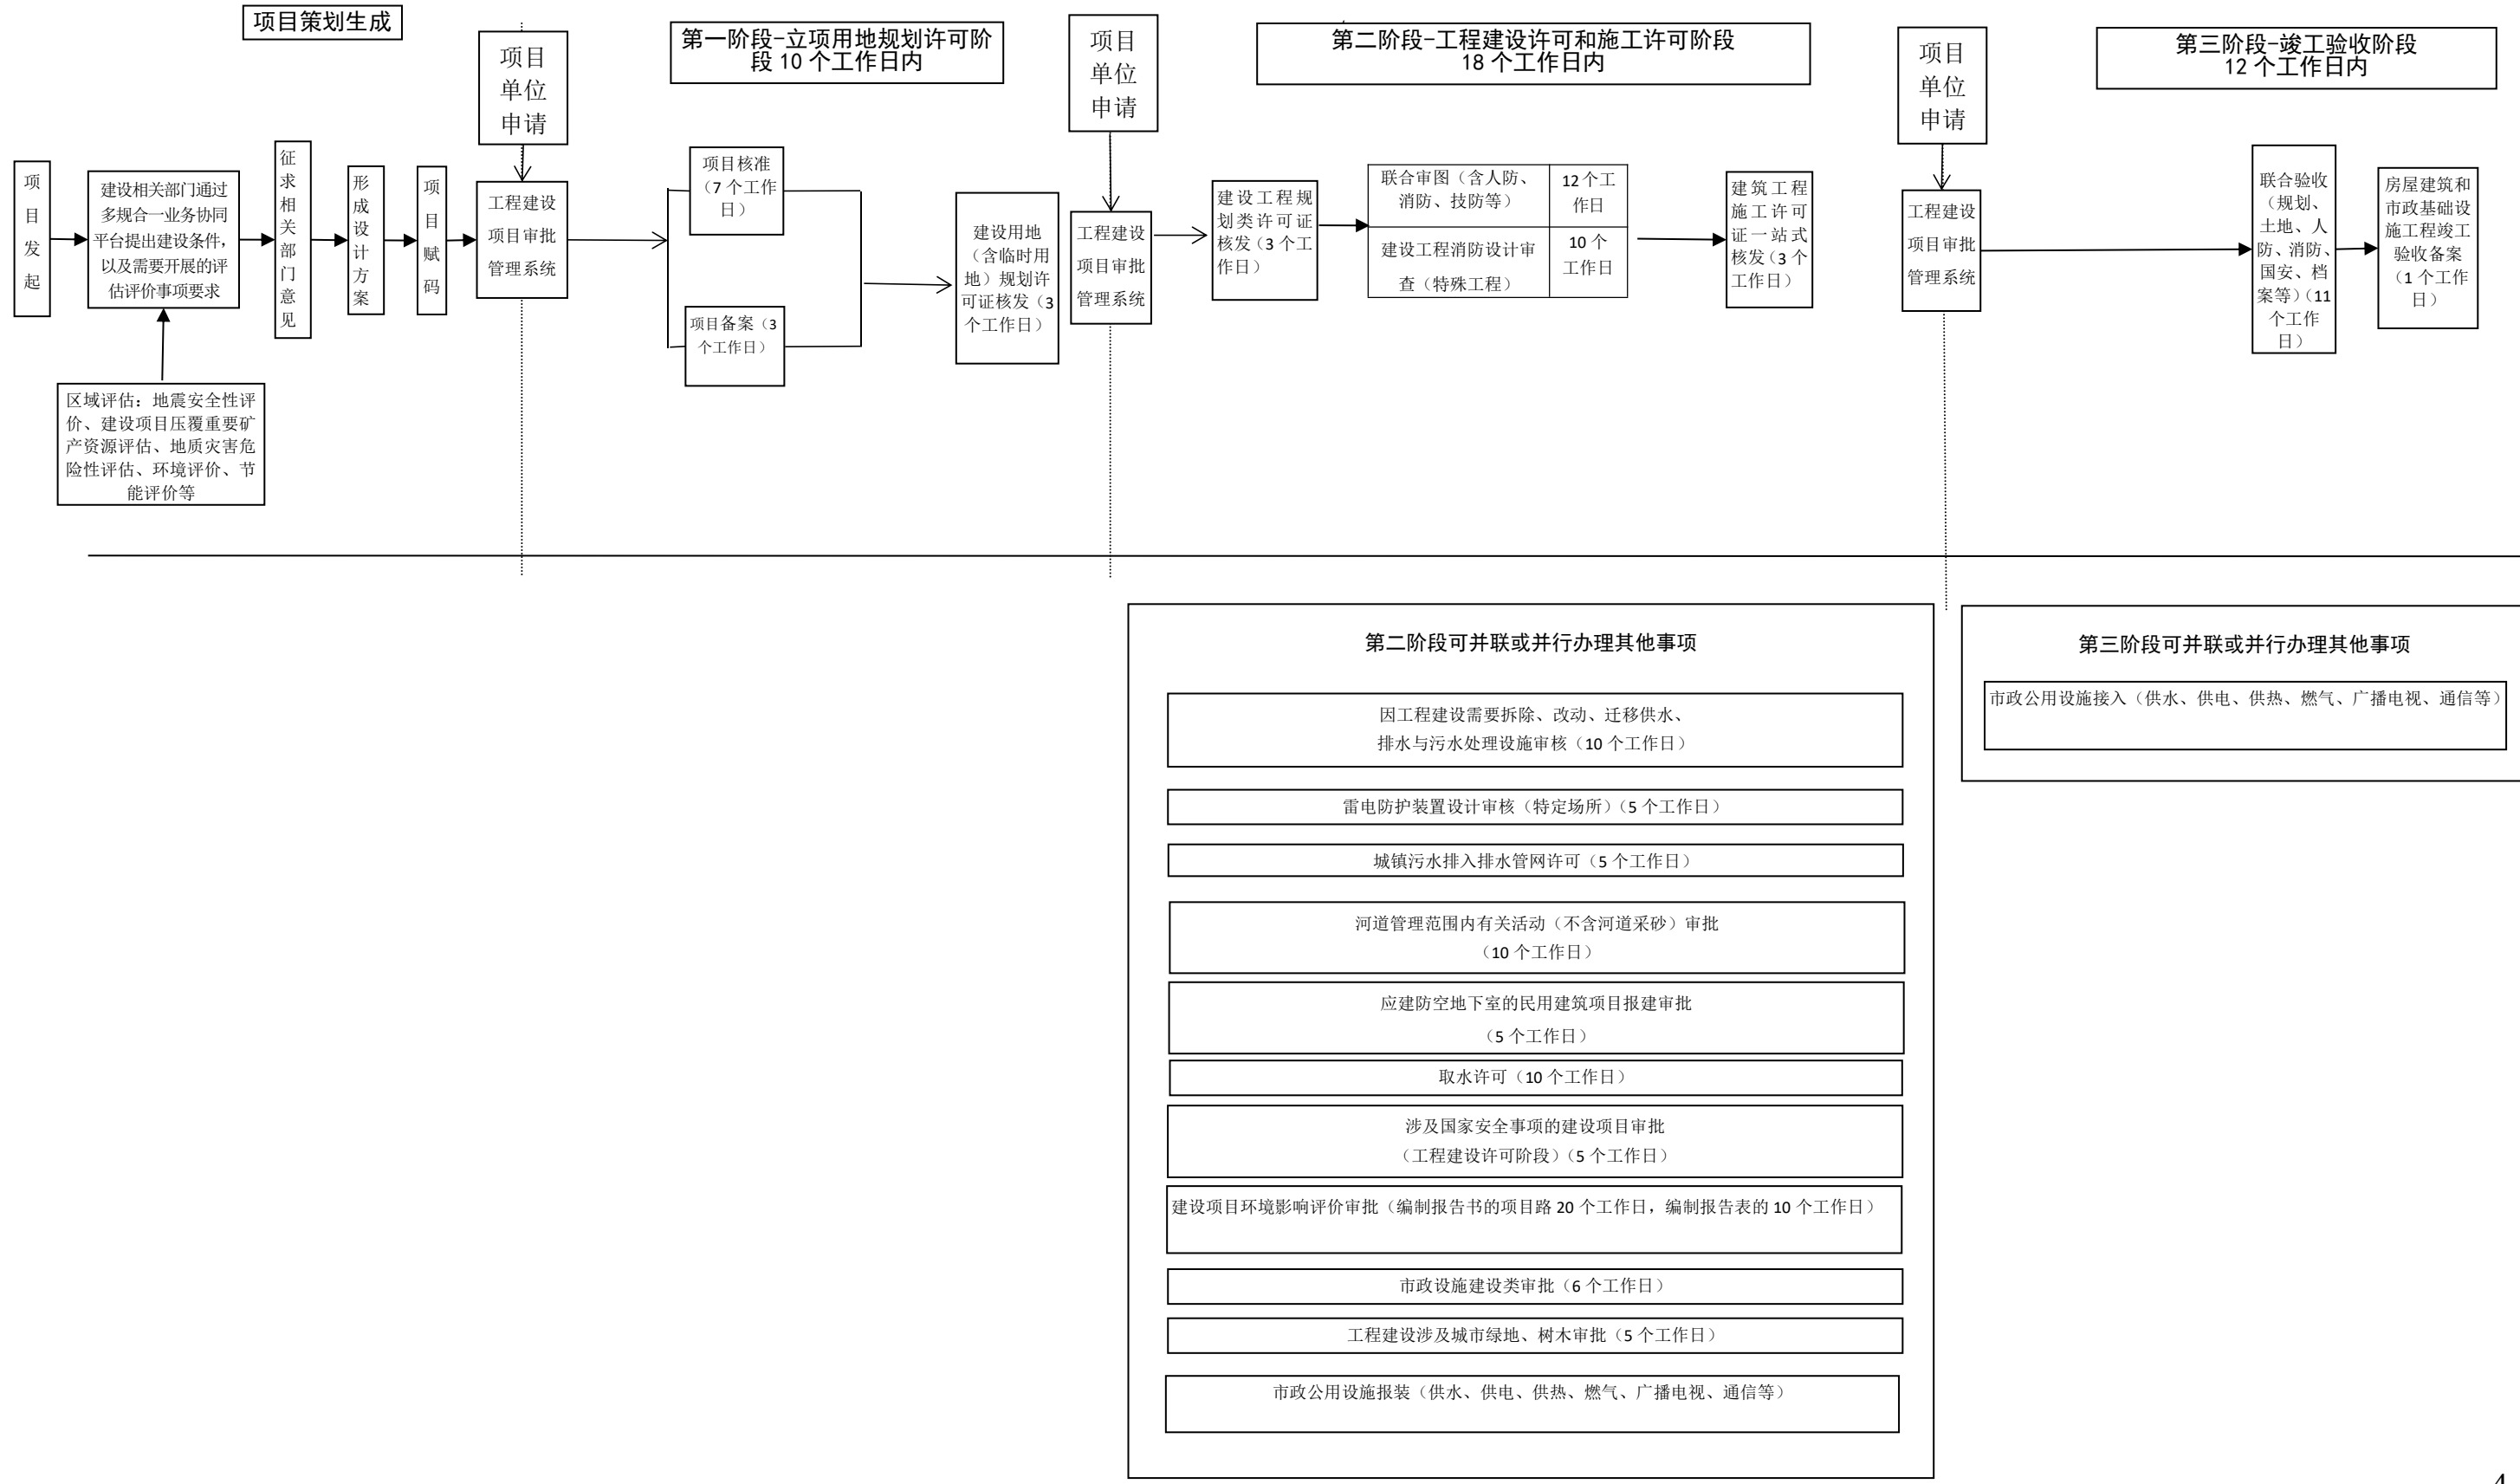 项目策划生成
项目
单位
申请
第一阶段-立项用地规划许可阶
段 10 个工作日内
项目
单位
申请
第二阶段-工程建设许可和施工许可阶段
18 个工作日内
项目
单位
申请
第三阶段-竣工验收阶段
12 个工作日内
项
目
发
起
建设相关部门通过
多规合一业务协同
平台提出建设条件，
以及需要开展的评
估评价事项要求
征
求
相
关
部
门
意
见
形
成
设
计
方
案
项
目
赋
码
工程建设
项目审批
管理系统
项目核准
（7 个工作
日）
项目备案（3
个工作日）
建设用地
（含临时用
地）规划许
可证核发（3
个工作日）
工程建设
项目审批
管理系统
建设工程规
划类许可证
核发（3 个工
作日）
联合审图（含人防、
消防、技防等）
12 个工
作日
建设工程消防设计审
查（特殊工程）
10 个
工作日
建筑工程
施工许可
证一站式
核发（3 个
工作日）
工程建设
项目审批
管理系统
联合验收
（规划、
土地、人
防、消防、
国安、档
案等）（11
个工作
日）
房屋建筑和
市政基础设
施工程竣工
验收备案
（1 个工作
日）
区域评估：地震安全性评
价、建设项目压覆重要矿
产资源评估、地质灾害危
险性评估、环境评价、节
能评价等
第二阶段可并联或并行办理其他事项
因工程建设需要拆除、改动、迁移供水、
排水与污水处理设施审核（10 个工作日）
雷电防护装置设计审核（特定场所）（5 个工作日）
城镇污水排入排水管网许可（5 个工作日）
河道管理范围内有关活动（不含河道采砂）审批
（10 个工作日）
应建防空地下室的民用建筑项目报建审批
（5 个工作日）
取水许可（10 个工作日）
涉及国家安全事项的建设项目审批
（工程建设许可阶段）（5 个工作日）
建设项目环境影响评价审批（编制报告书的项目路 20 个工作日，编制报告表的 10 个工作日）
市政设施建设类审批（6 个工作日）
工程建设涉及城市绿地、树木审批（5 个工作日）
市政公用设施报装（供水、供电、供热、燃气、广播电视、通信等）
第三阶段可并联或并行办理其他事项
市政公用设施接入（供水、供电、供热、燃气、广播电视、通信等）